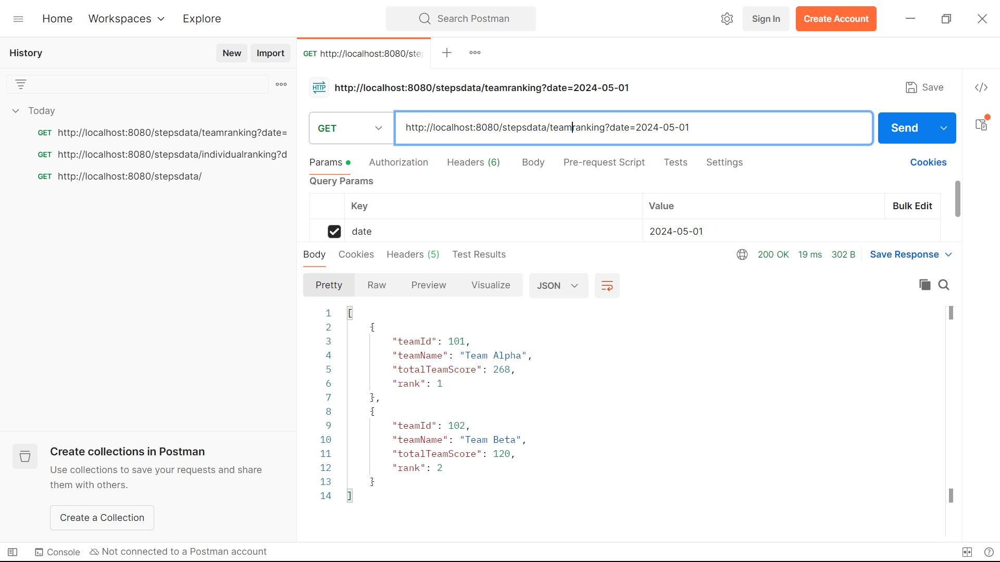 Home Workspaces Explore Search Postman Sign In Create Account
History New Import
GET http://localhost:8080/ste
HTTP http://localhost:8080/stepsdata/teamranking?date=2024-05-01 Save
Today
GET http://localhost:8080/stepsdata/teamranking?date=
GET http://localhost:8080/stepsdata/individualranking?d
GET http://localhost:8080/stepsdata/
GET http://localhost:8080/stepsdata/teamranking?date=2024-05-01 Send
Params Authorization Headers (6) Body Pre-request Script Tests Settings Cookies
Query Params
Key Value Bulk Edit
date 2024-05-01
Body Cookies Headers (5) Test Results 200 OK 19 ms 302 B Save Response
Pretty Raw Preview Visualize JSON
1 [
2 {
3 "teamId": 101,
4 "teamName": "Team Alpha",
5 "totalTeamScore": 268,
6 "rank": 1
7 },
8 {
9 "teamId": 102,
10 "teamName": "Team Beta",
11 "totalTeamScore": 120,
12 "rank": 2
13 }
14 ]
Create collections in Postman
Use collections to save your requests and share
them with others.
Create a Collection
Console Not connected to a Postman account